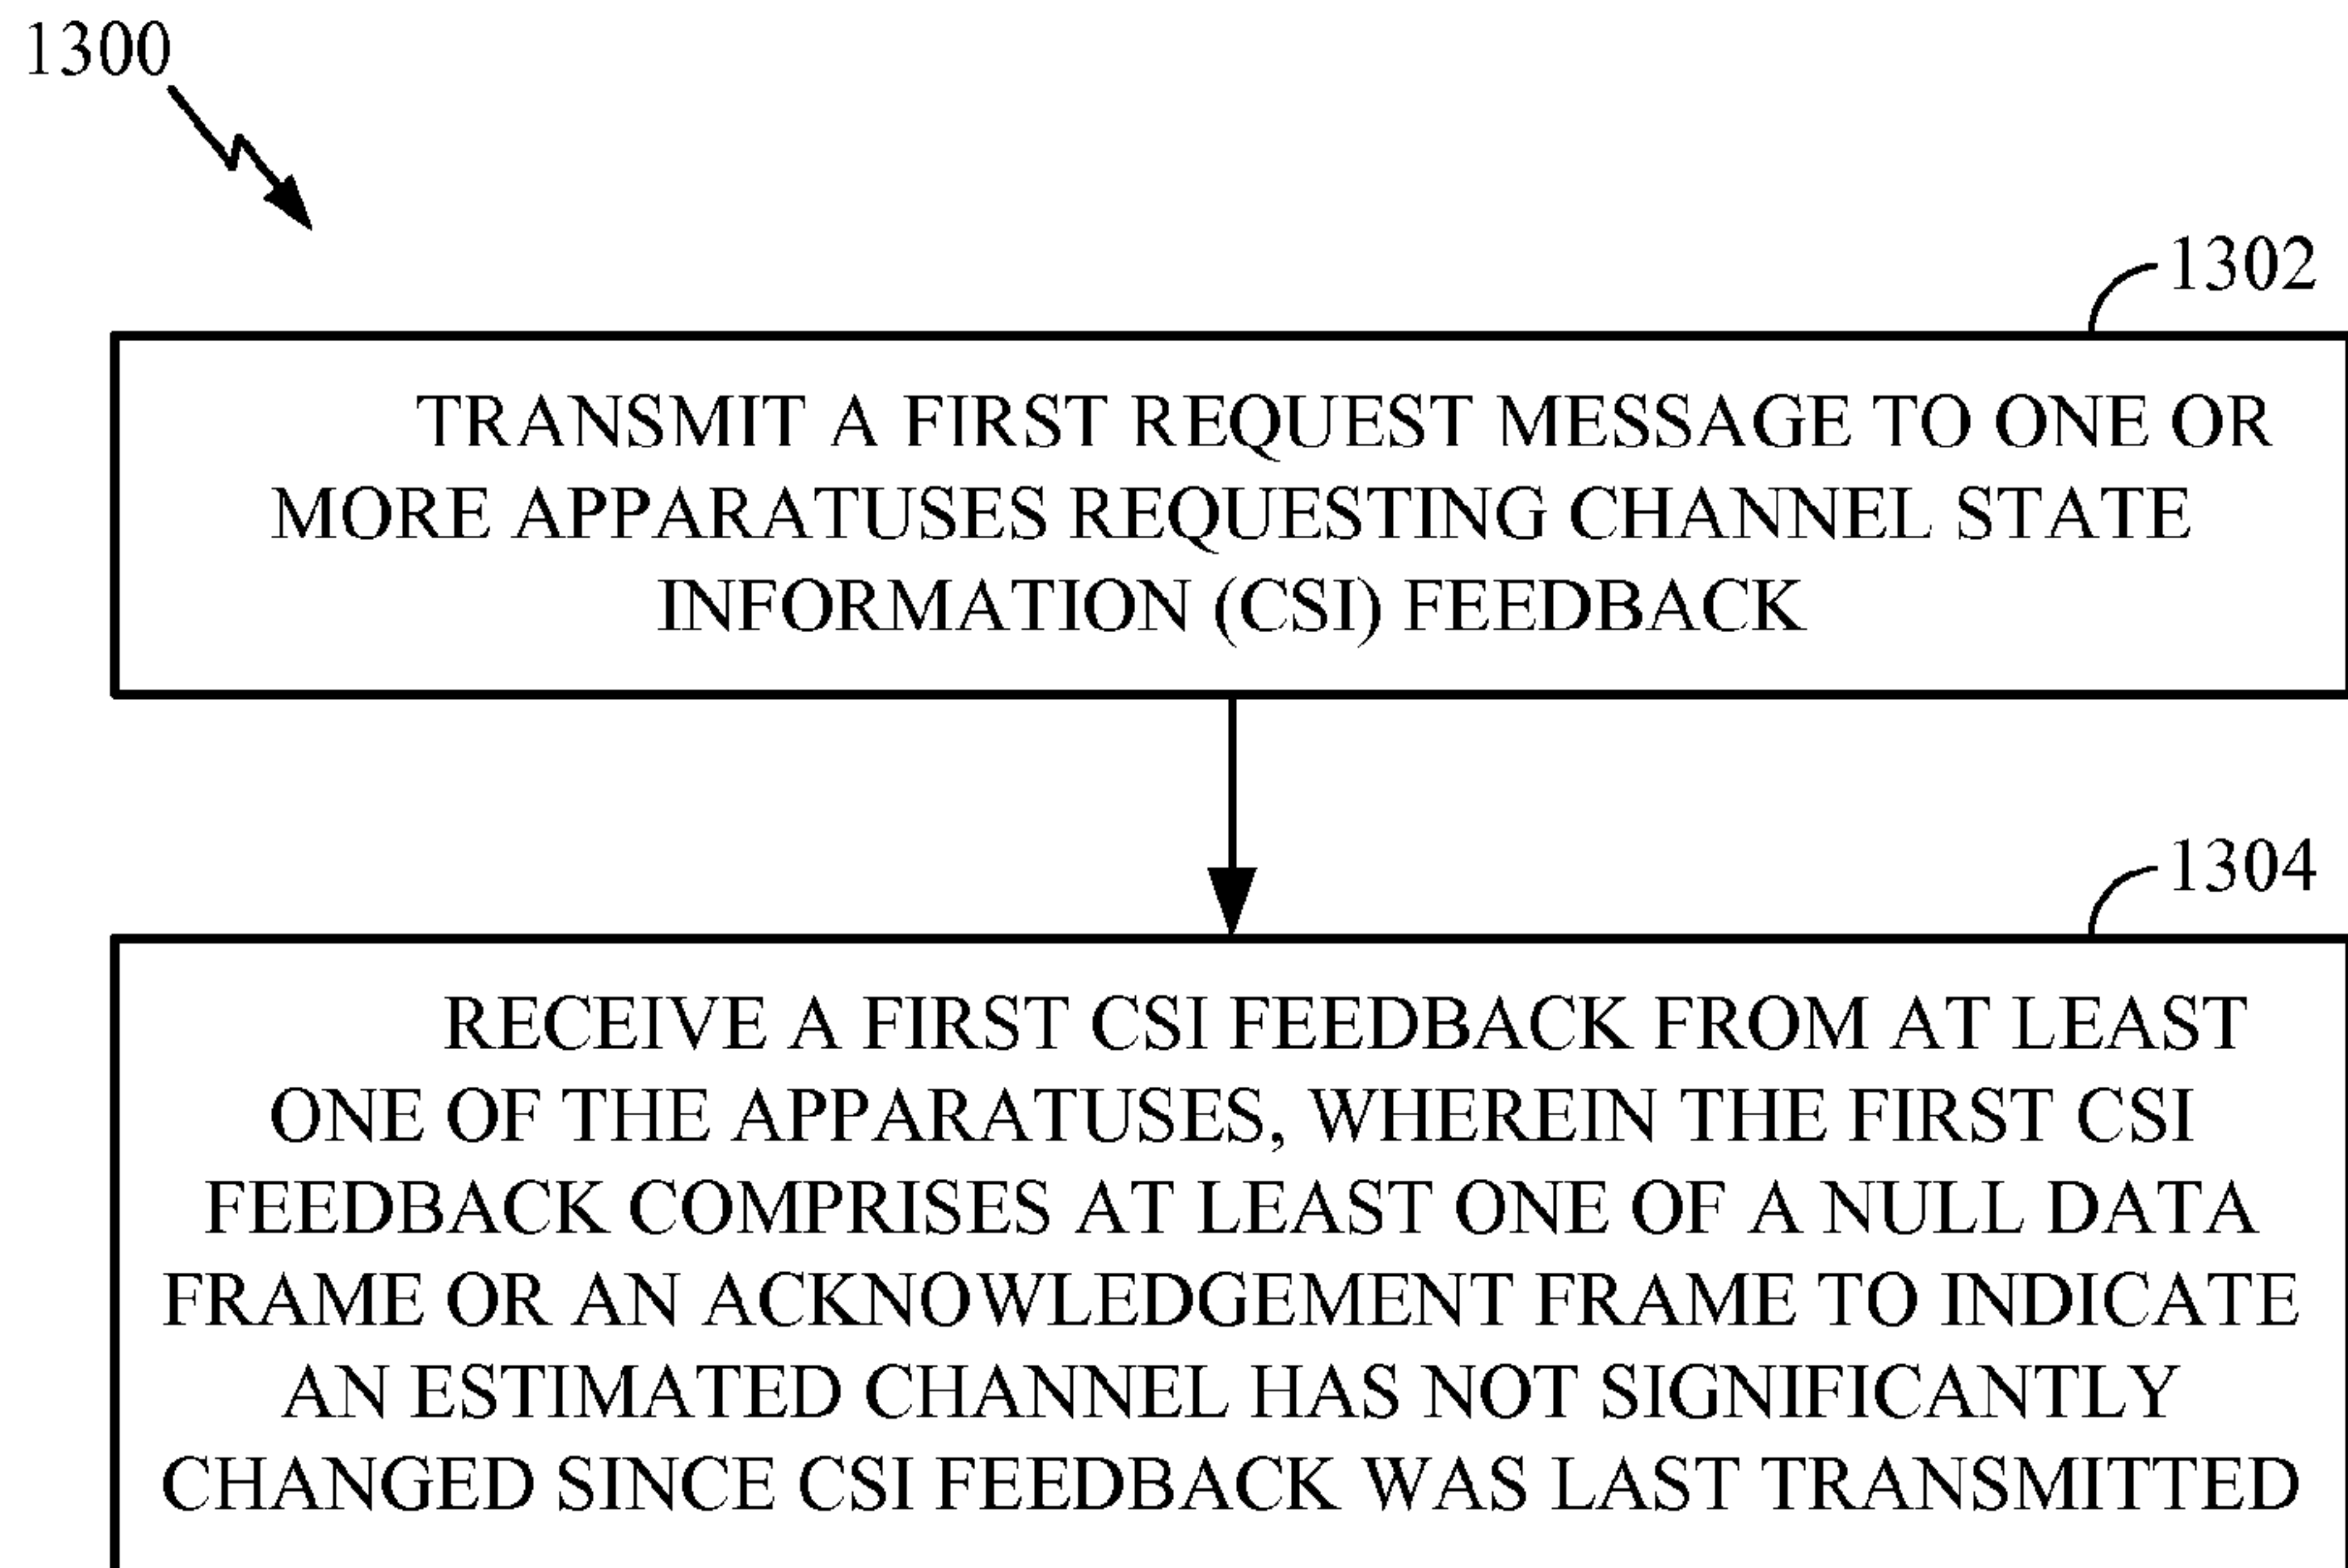 1300
1302
TRANSMIT A FIRST REQUEST MESSAGE TO ONE OR
MORE APPARATUSES REQUESTING CHANNEL STATE
INFORMATION (CSI) FEEDBACK
1304
RECEIVE A FIRST CSI FEEDBACK FROM AT LEAST
ONE OF THE APPARATUSES, WHEREIN THE FIRST CSI
FEEDBACK COMPRISES AT LEAST ONE OF A NULL DATA
FRAME OR AN ACKNOWLEDGEMENT FRAME TO INDICATE
AN ESTIMATED CHANNEL HAS NOT SIGNIFICANTLY
CHANGED SINCE CSI FEEDBACK WAS LAST TRANSMITTED